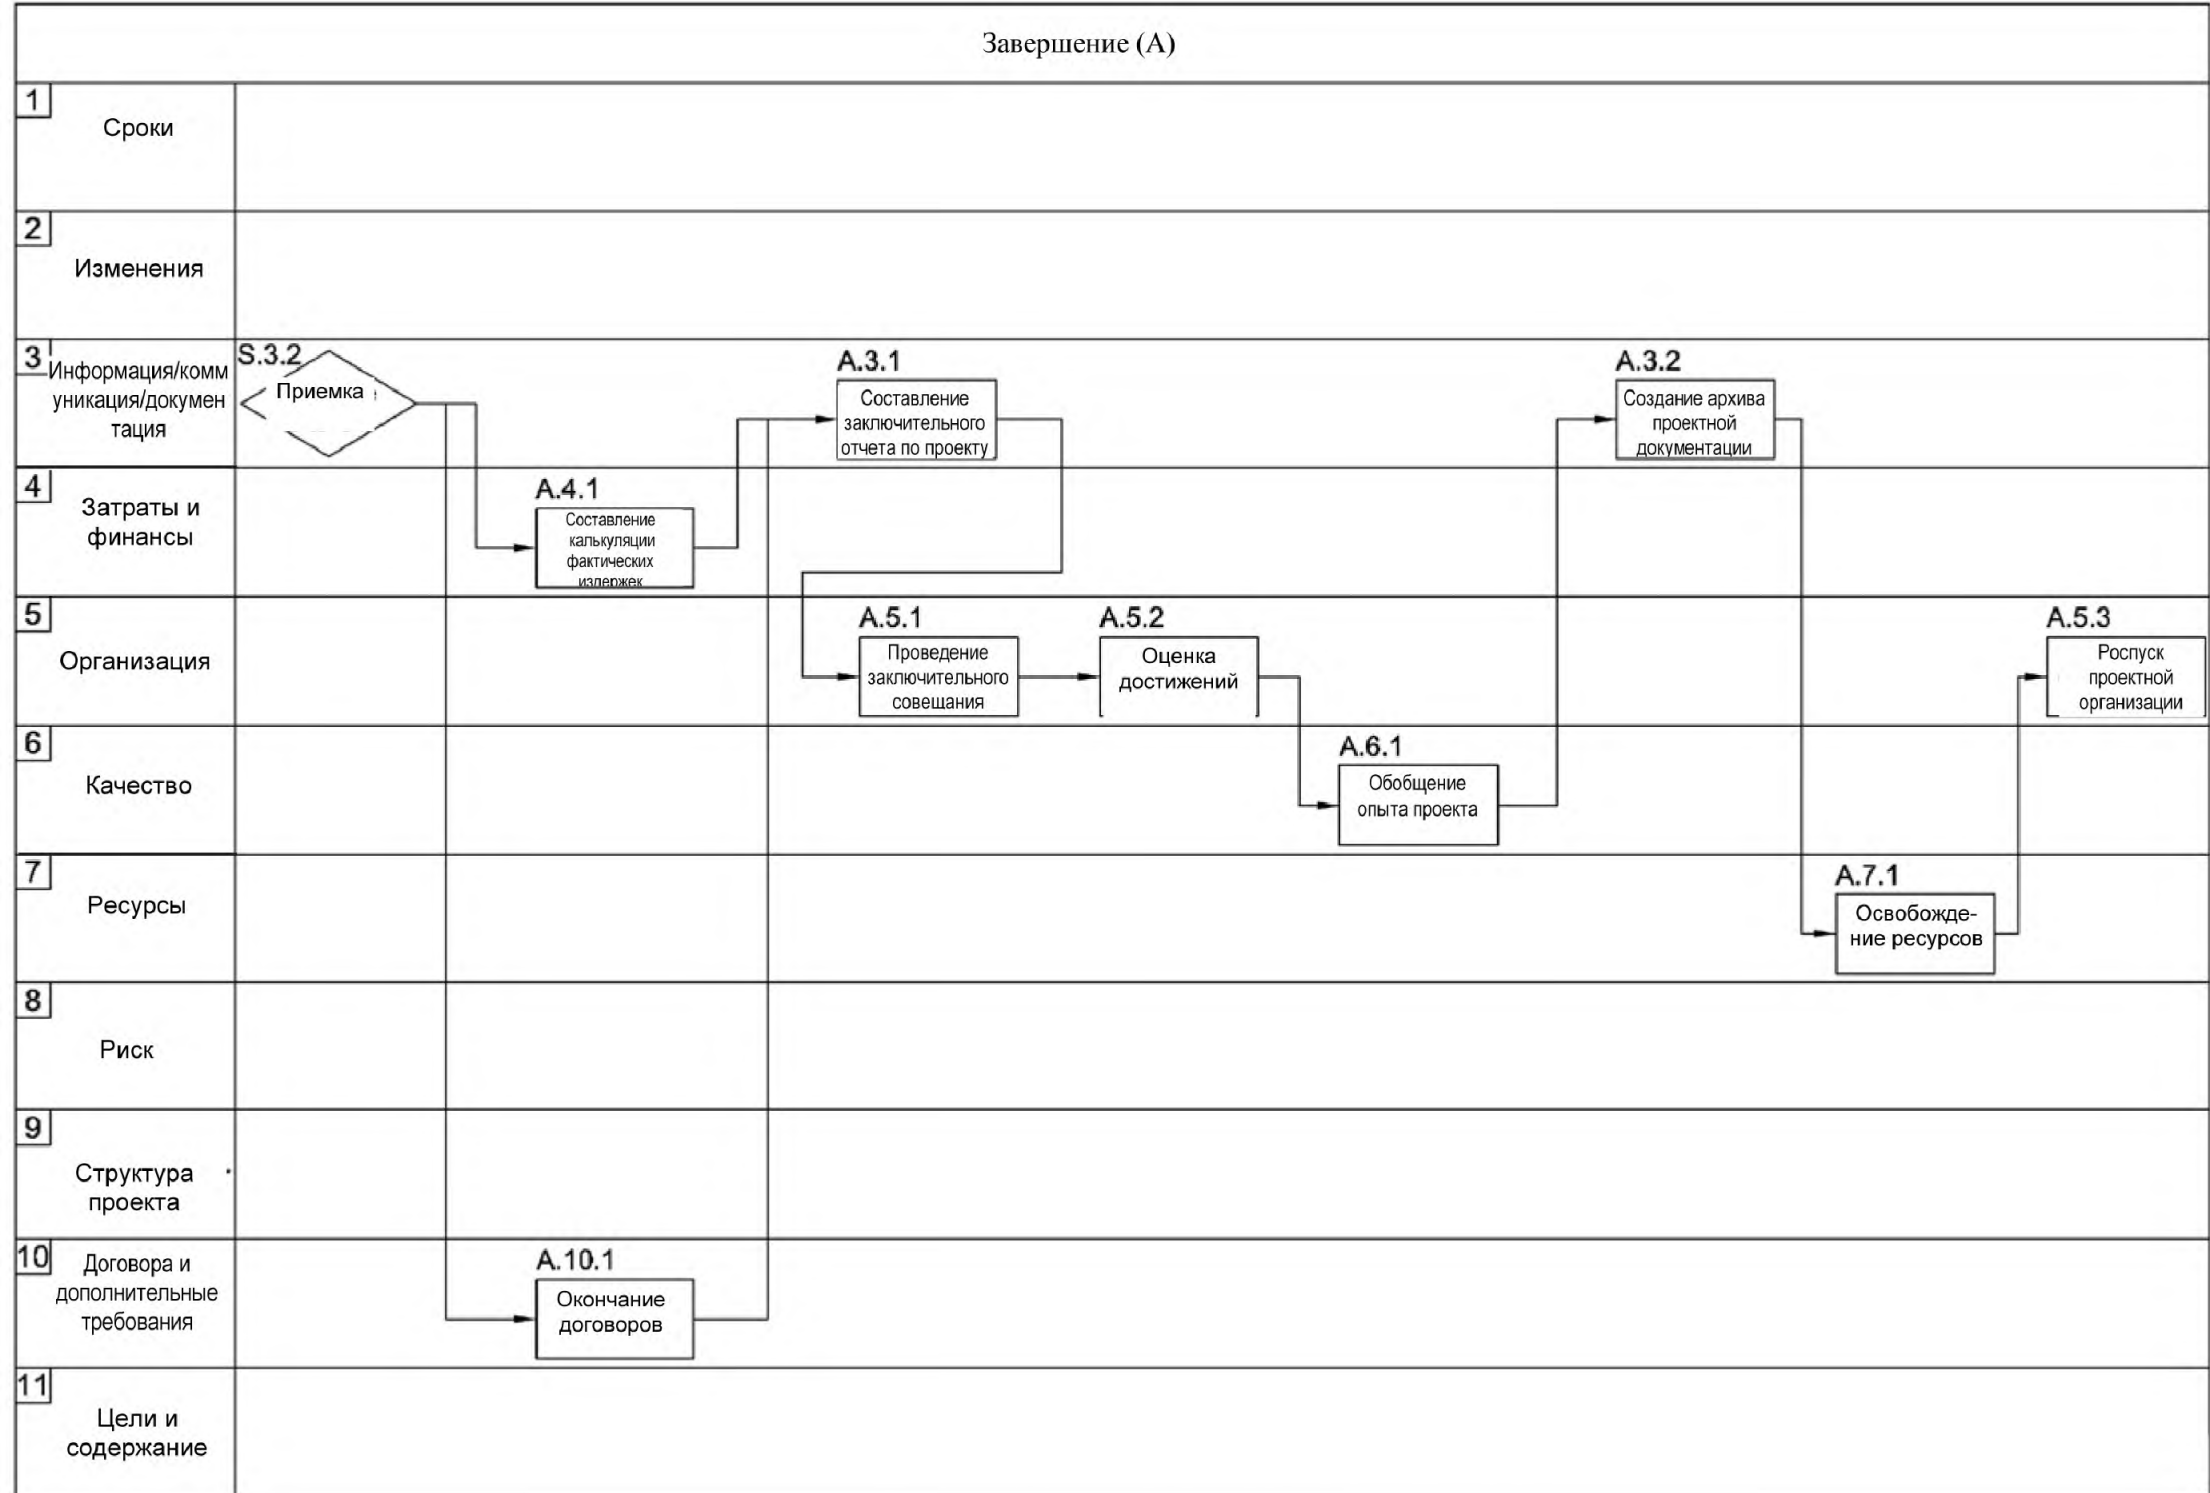 Завершение (А)
1
Сроки
2
Изменения
3
Информация/комм
уникация/докумен
тация
S.3.2
Приемка
A.3.1
Составление
заключительного
отчета по проекту
A.3.2
Создание архива
проектной
документации
4
Затраты и
финансы
A.4.1
Составление
калькуляции
фактических
издержек
5
Организация
A.5.1
Проведение
заключительного
совещания
A.5.2
Оценка
достижений
A.5.3
Роспуск
проектной
организации
6
Качество
A.6.1
Обобщение
опыта проекта
7
Ресурсы
A.7.1
Освобожде-
ние ресурсов
8
Риск
9
Структура
проекта
10
Договора и
дополнительные
требования
A.10.1
Окончание
договоров
11
Цели и
содержание